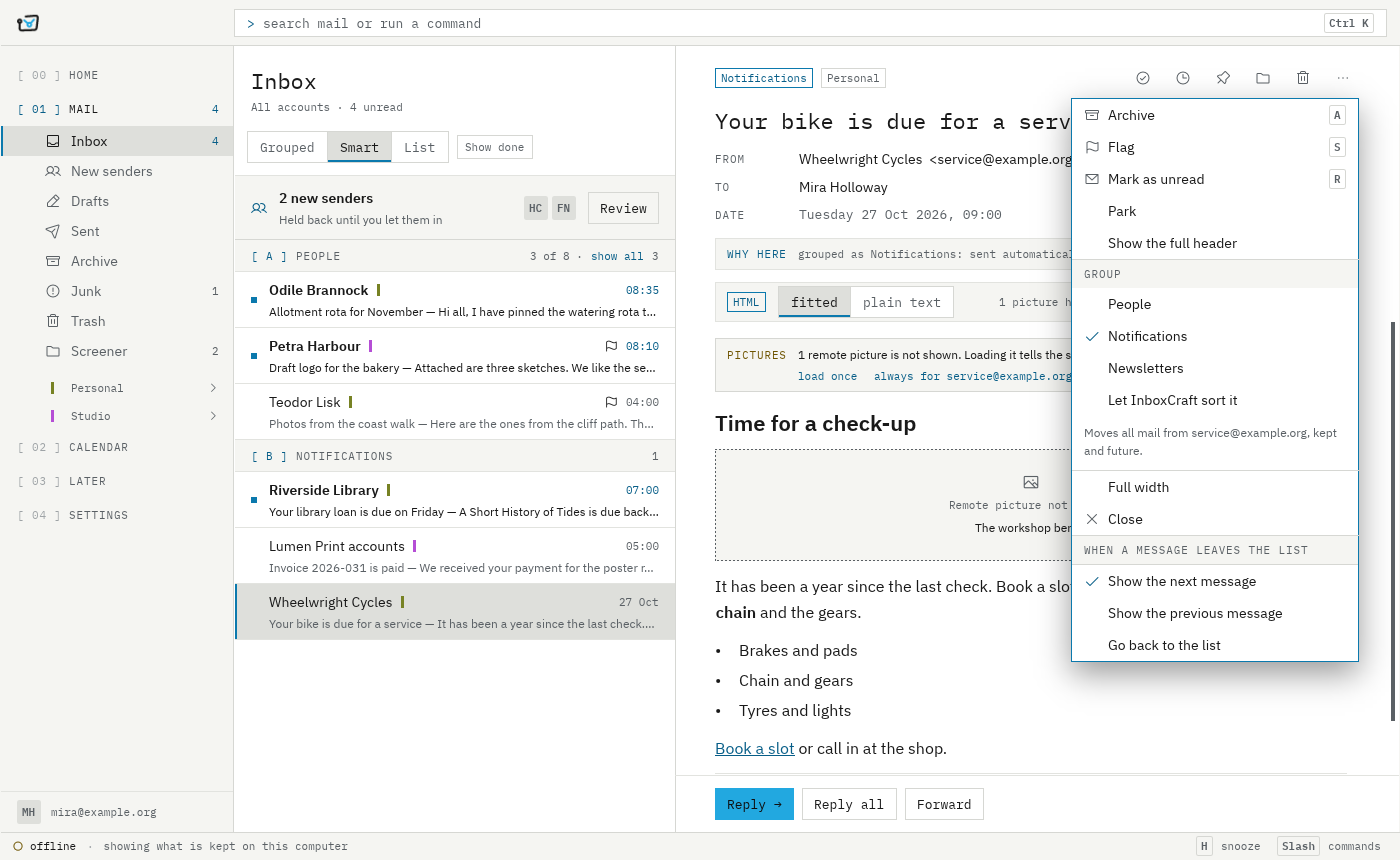 > search mail or run a command
Ctrl K
[ 00 ] HOME
[ 01 ] MAIL 4
Inbox 4
New senders
Drafts
Sent
Archive
Junk 1
Trash
Screener 2
Personal
Studio
[ 02 ] CALENDAR
[ 03 ] LATER
[ 04 ] SETTINGS
MH mira@example.org
Inbox
All accounts · 4 unread
Grouped Smart List Show done
2 new senders
Held back until you let them in
HC FN Review
[ A ] PEOPLE 3 of 8 · show all 3
Odile Brannock 08:35
Allotment rota for November — Hi all, I have pinned the watering rota t…
Petra Harbour 08:10
Draft logo for the bakery — Attached are three sketches. We like the se…
Teodor Lisk 04:00
Photos from the coast walk — Here are the ones from the cliff path. Th…
[ B ] NOTIFICATIONS 1
Riverside Library 07:00
Your library loan is due on Friday — A Short History of Tides is due back…
Lumen Print accounts 05:00
Invoice 2026-031 is paid — We received your payment for the poster r…
Wheelwright Cycles 27 Oct
Your bike is due for a service — It has been a year since the last check.…
Notifications Personal
Your bike is due for a serv
FROM Wheelwright Cycles <service@example.org
TO Mira Holloway
DATE Tuesday 27 Oct 2026, 09:00
WHY HERE grouped as Notifications: sent automatical
HTML fitted plain text 1 picture h
PICTURES 1 remote picture is not shown. Loading it tells the s
load once always for service@example.org
Time for a check-up
Remote picture not
The workshop ben
It has been a year since the last check. Book a slo
chain and the gears.
• Brakes and pads
• Chain and gears
• Tyres and lights
Book a slot or call in at the shop.
Reply → Reply all Forward
Archive A
Flag S
Mark as unread R
Park
Show the full header
GROUP
People
Notifications
Newsletters
Let InboxCraft sort it
Moves all mail from service@example.org, kept
and future.
Full width
Close
WHEN A MESSAGE LEAVES THE LIST
Show the next message
Show the previous message
Go back to the list
offline · showing what is kept on this computer
H snooze Slash commands